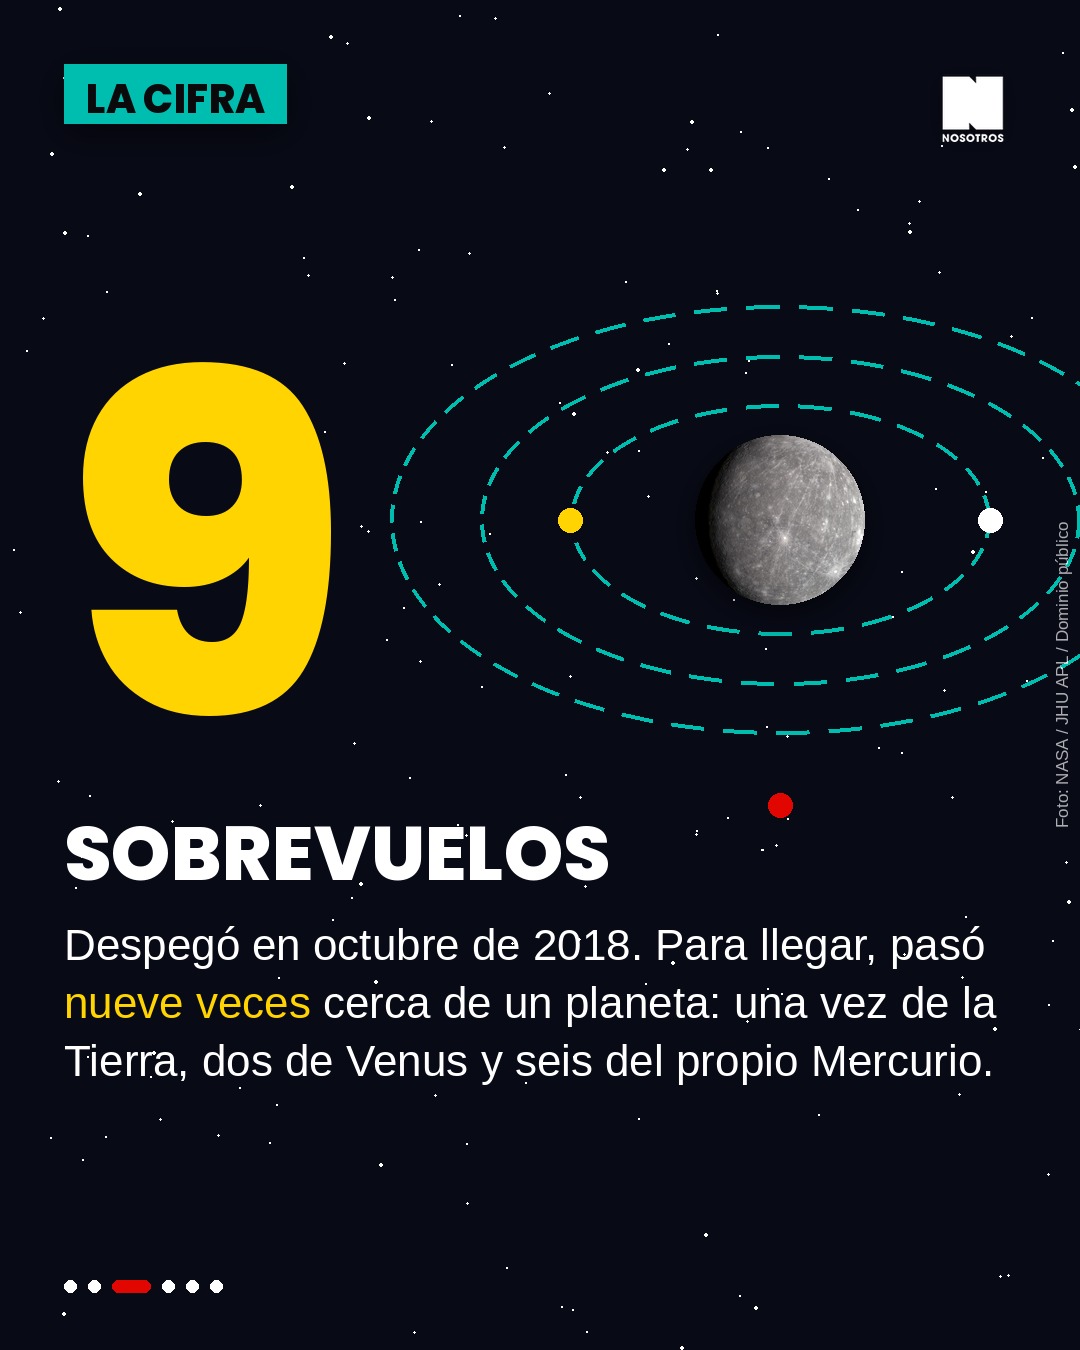 LA CIFRA
NOSOTROS
9
SOBREVUELOS
Despegó en octubre de 2018. Para llegar, pasó
nueve veces cerca de un planeta: una vez de la
Tierra, dos de Venus y seis del propio Mercurio.
Foto: NASA / JHU APL / Dominio público